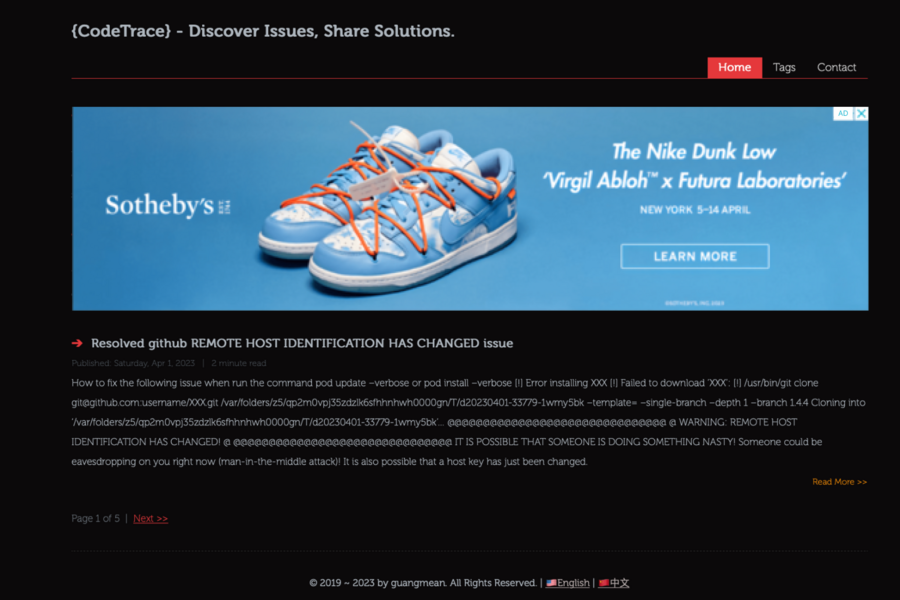 {CodeTrace} - Discover Issues, Share Solutions.
Home Tags Contact
AD
Sotheby's EST. 1744
The Nike Dunk Low
'Virgil Abloh™ x Futura Laboratories'
NEW YORK 5–14 APRIL
LEARN MORE
©SOTHEBY'S, INC. 2023
➔ Resolved github REMOTE HOST IDENTIFICATION HAS CHANGED issue
Published: Saturday, Apr 1, 2023 | 2 minute read
How to fix the following issue when run the command pod update –verbose or pod install –verbose [!] Error installing XXX [!] Failed to download 'XXX': [!] /usr/bin/git clone
git@github.com:username/XXX.git /var/folders/z5/qp2m0vpj35zdzlk6sfhhnhwh0000gn/T/d20230401-33779-1wmy5bk –template= –single-branch –depth 1 –branch 1.4.4 Cloning into
'/var/folders/z5/qp2m0vpj35zdzlk6sfhhnhwh0000gn/T/d20230401-33779-1wmy5bk'… @@@@@@@@@@@@@@@@@@@@@@@@@@@@@@@ @ WARNING: REMOTE HOST
IDENTIFICATION HAS CHANGED! @ @@@@@@@@@@@@@@@@@@@@@@@@@@@@@@@ IT IS POSSIBLE THAT SOMEONE IS DOING SOMETHING NASTY! Someone could be
eavesdropping on you right now (man-in-the-middle attack)! It is also possible that a host key has just been changed.
Read More >>
Page 1 of 5 | Next >>
© 2019 – 2023 by guangmean. All Rights Reserved. | 🇺🇸English | 🇨🇳中文